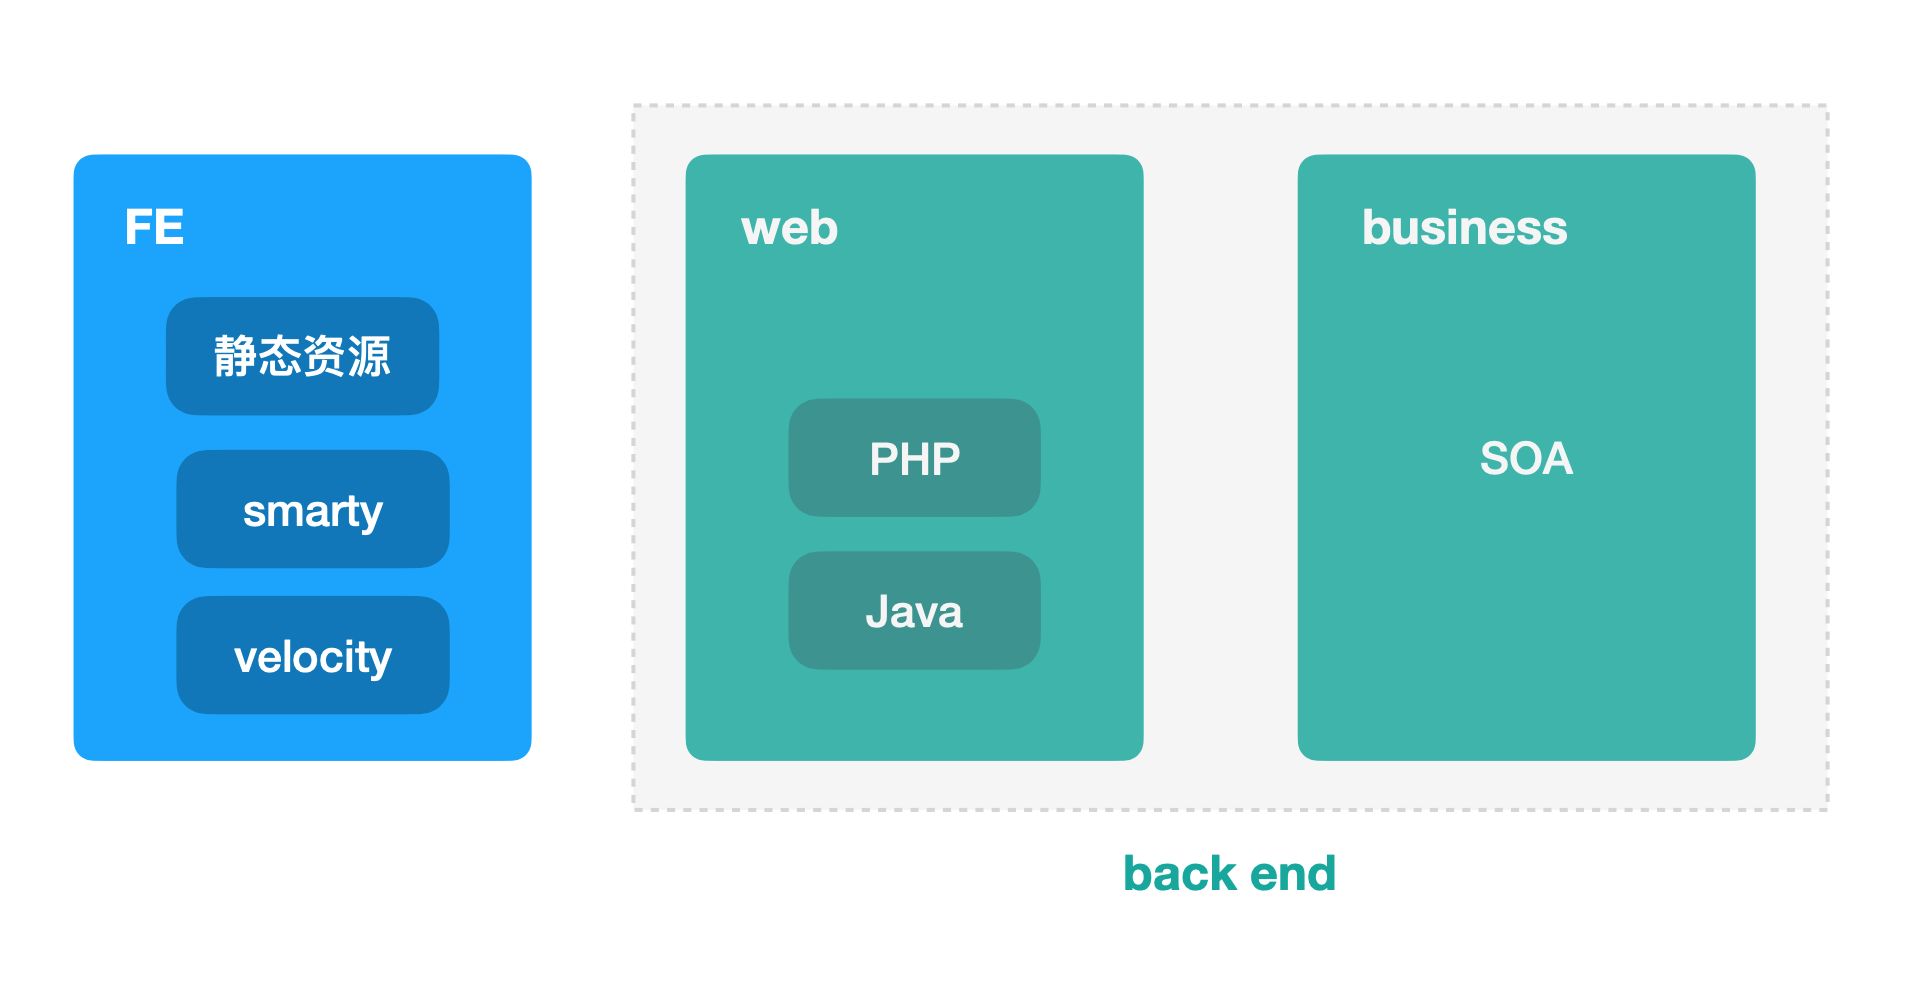 FE
静态资源
smarty
velocity
web
PHP
Java
business
SOA
back end